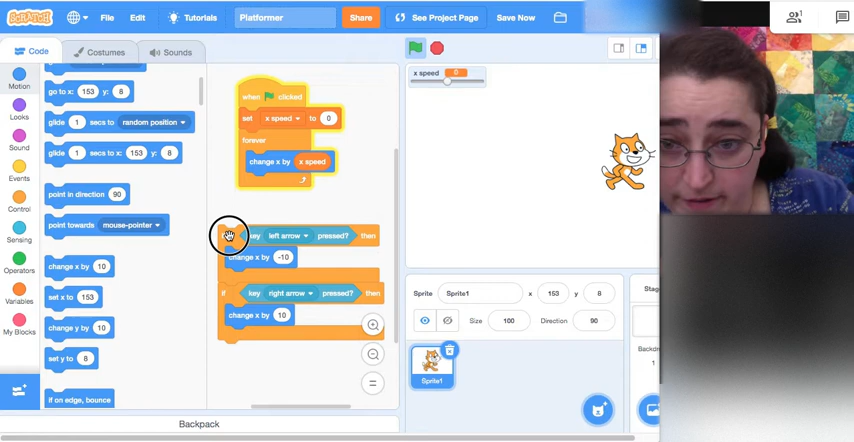 SCRATCH File Edit Tutorials Platformer Share See Project Page Save Now
Code Costumes Sounds
Motion
Looks
Sound
Events
Control
Sensing
Operators
Variables
My Blocks
go to x: 153 y: 8
glide 1 secs to random position
glide 1 secs to x: 153 y: 8
point in direction 90
point towards mouse-pointer
change x by 10
set x to 153
change y by 10
set y to 8
if on edge, bounce
when clicked
set x speed to 0
forever
change x by x speed
key left arrow pressed? then
change x by -10
if key right arrow pressed? then
change x by 10
x speed 0
Sprite Sprite1 x 153 y 8
Size 100 Direction 90
Sprite1
Stage
1
1
Backpack